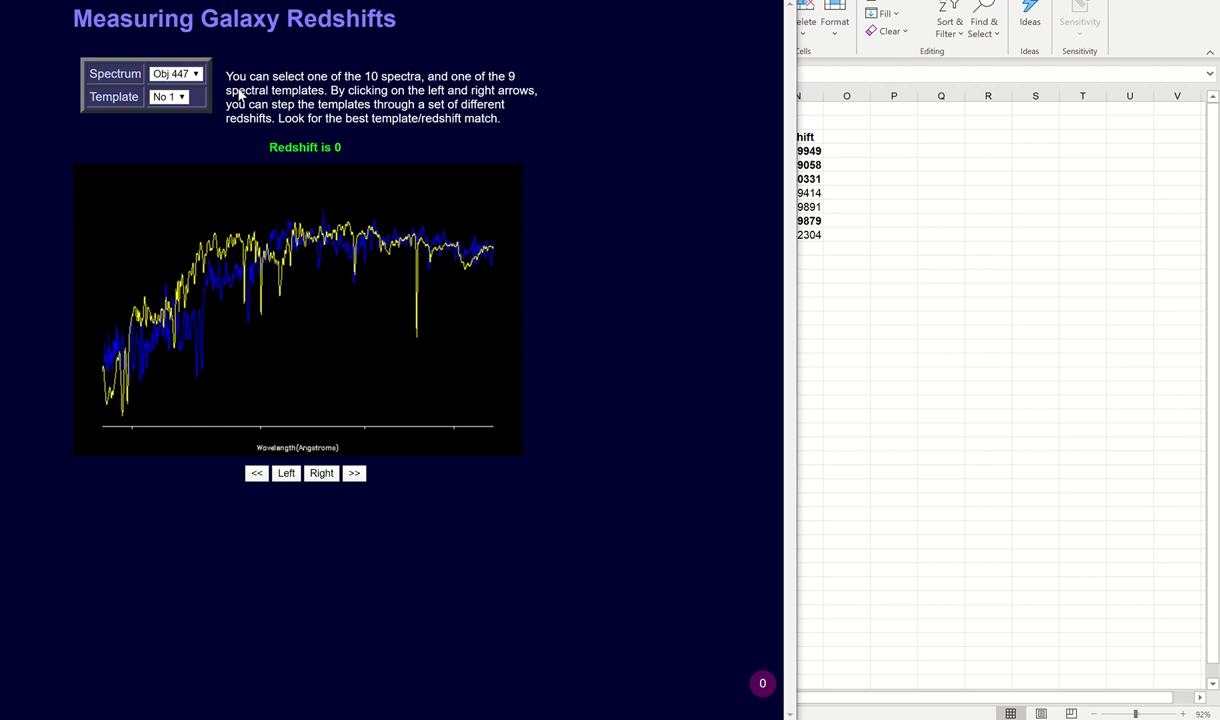 Measuring Galaxy Redshifts
Spectrum Obj 447
Template No 1
You can select one of the 10 spectra, and one of the 9
spectral templates. By clicking on the left and right arrows,
you can step the templates through a set of different
redshifts. Look for the best template/redshift match.
Redshift is 0
Wavelength(Angstroms)
<< Left Right >>
0
elete Format
Fill
Clear
Sort & Find &
Filter Select
Ideas
Sensitivity
Cells Editing Ideas Sensitivity
N O P Q R S T U V
hift
9949
9058
0331
9414
9891
9879
2304
92%